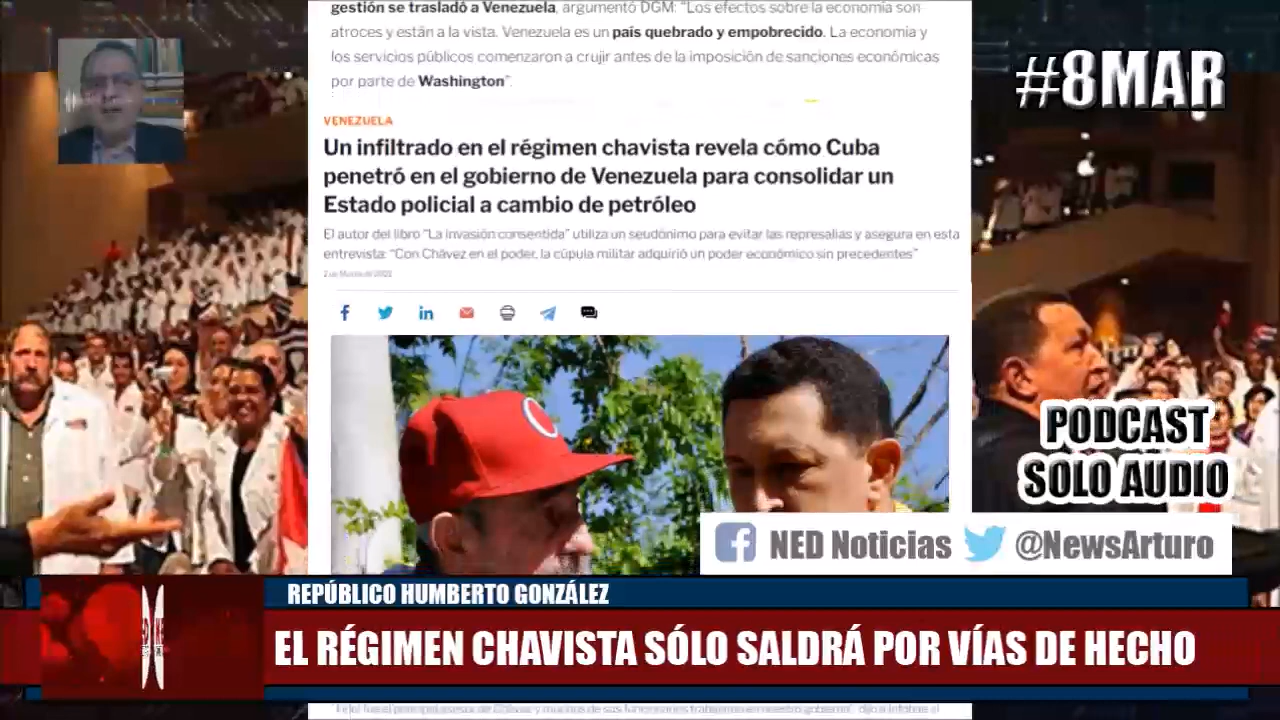 gestión se trasladó a Venezuela, argumentó DGM: “Los efectos sobre la economía son
atroces y están a la vista. Venezuela es un país quebrado y empobrecido. La economía y
los servicios públicos comenzaron a crujir antes de la imposición de sanciones económicas
por parte de Washington”.
#8MAR
VENEZUELA
Un infiltrado en el régimen chavista revela cómo Cuba
penetró en el gobierno de Venezuela para consolidar un
Estado policial a cambio de petróleo
El autor del libro “La invasión consentida” utiliza un seudónimo para evitar las represalias y asegura en esta
entrevista: “Con Chávez en el poder, la cúpula militar adquirió un poder económico sin precedentes”
PODCAST
SOLO AUDIO
NED Noticias @NewsArturo
REPÚBLICO HUMBERTO GONZÁLEZ
EL RÉGIMEN CHAVISTA SÓLO SALDRÁ POR VÍAS DE HECHO